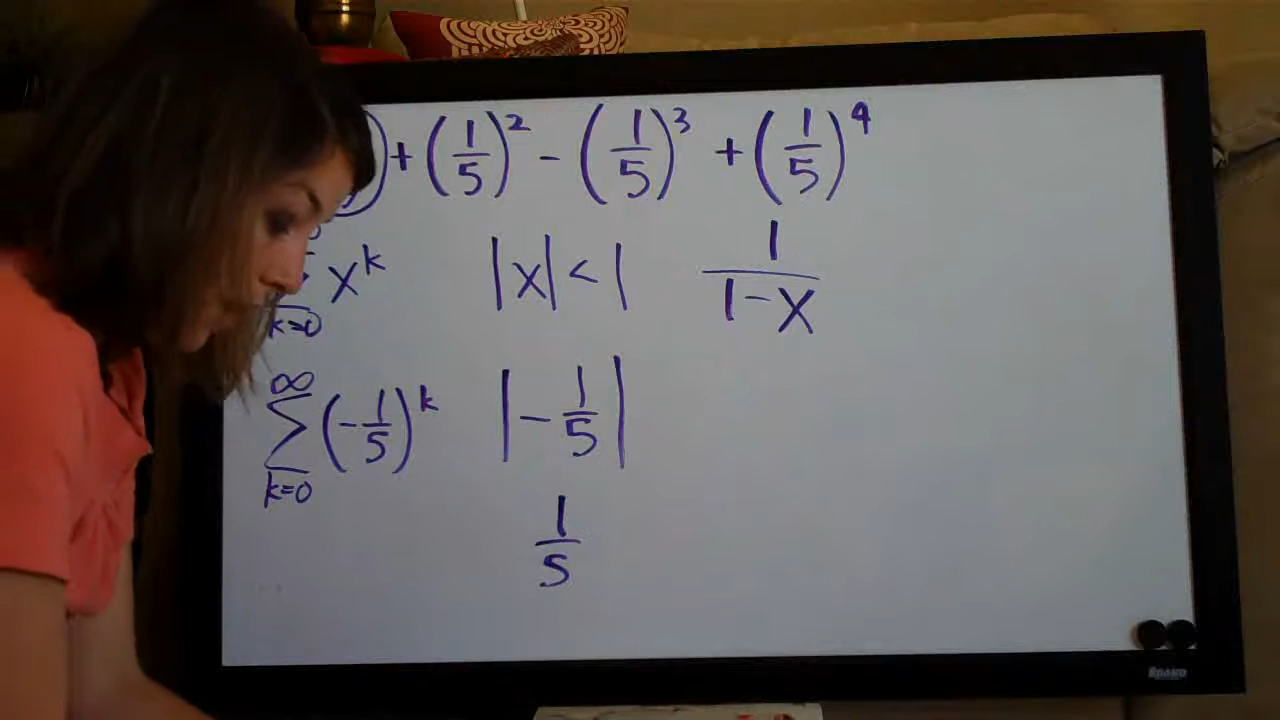 + (1/5)^2 - (1/5)^3 + (1/5)^4
k=0 x^k |x| < 1 1/(1-x)
∑_{k=0}^{∞} (-1/5)^k |-1/5|
1/5